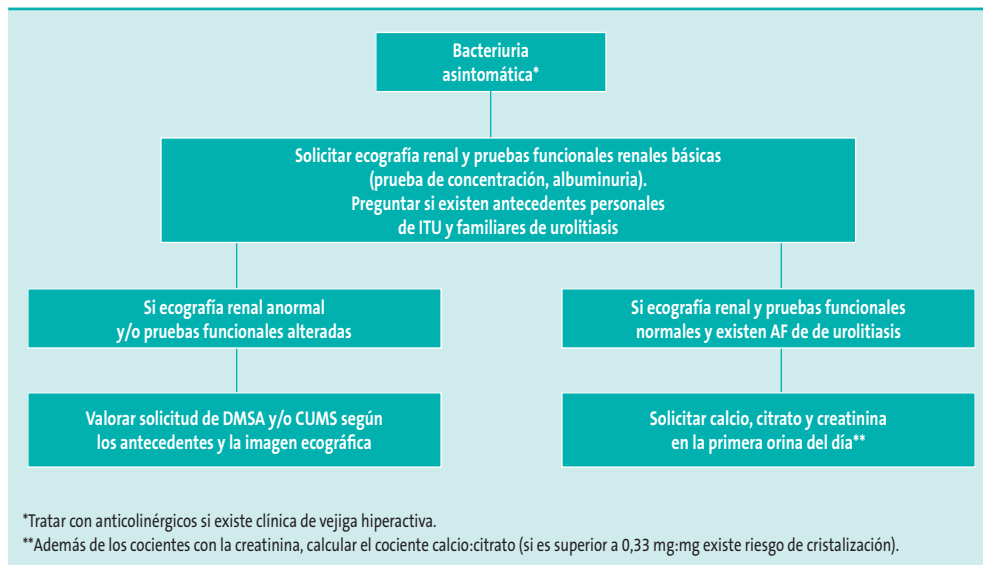 Bacteriuria
asintomática*
Solicitar ecografía renal y pruebas funcionales renales básicas
(prueba de concentración, albuminuria).
Preguntar si existen antecedentes personales
de ITU y familiares de urolitiasis
Si ecografía renal anormal
y/o pruebas funcionales alteradas
Si ecografía renal y pruebas funcionales
normales y existen AF de de urolitiasis
Valorar solicitud de DMSA y/o CUMS según
los antecedentes y la imagen ecográfica
Solicitar calcio, citrato y creatinina
en la primera orina del día**
*Tratar con anticolinérgicos si existe clínica de vejiga hiperactiva.
**Además de los cocientes con la creatinina, calcular el cociente calcio:citrato (si es superior a 0,33 mg:mg existe riesgo de cristalización).